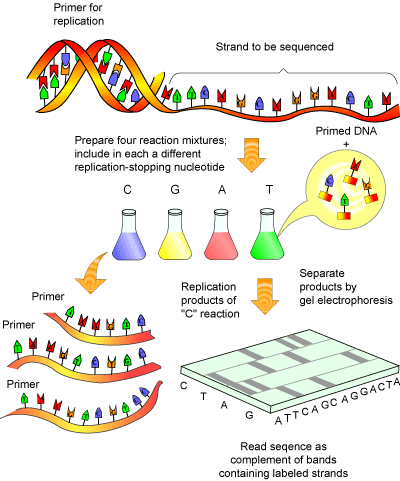 Primer for
replication
Strand to be sequenced
Prepare four reaction mixtures;
include in each a different
replication-stopping nucleotide
Primed DNA
+
C G A T
Replication
products of
"C" reaction
Separate
products by
gel electrophoresis
Primer
Primer
Primer
C T A G
ATTCAGCAGGACTA
Read seqence as
complement of bands
containing labeled strands